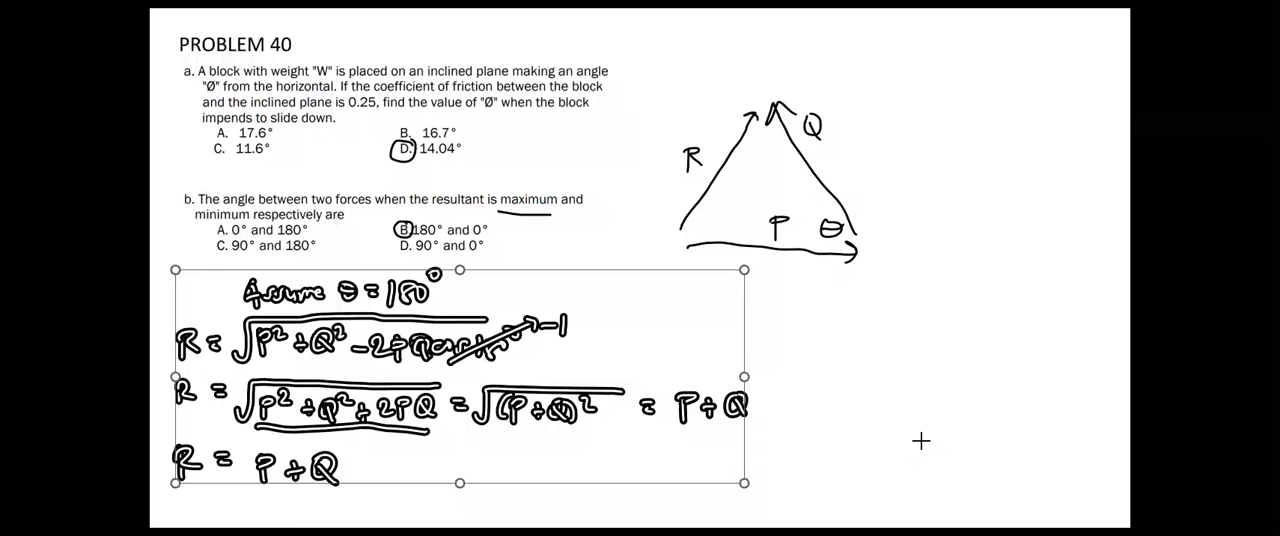 PROBLEM 40
a. A block with weight "W" is placed on an inclined plane making an angle
"Ø" from the horizontal. If the coefficient of friction between the block
and the inclined plane is 0.25, find the value of "Ø" when the block
impends to slide down.
A. 17.6° B. 16.7°
C. 11.6° D. 14.04°
b. The angle between two forces when the resultant is maximum and
minimum respectively are
A. 0° and 180° B. 180° and 0°
C. 90° and 180° D. 90° and 0°
R
Q
P θ
Assume θ = 180°
R = √P² + Q² - 2PQ -1
R = √P² + Q² + 2PQ = √(P + Q)² = P + Q
R = P + Q